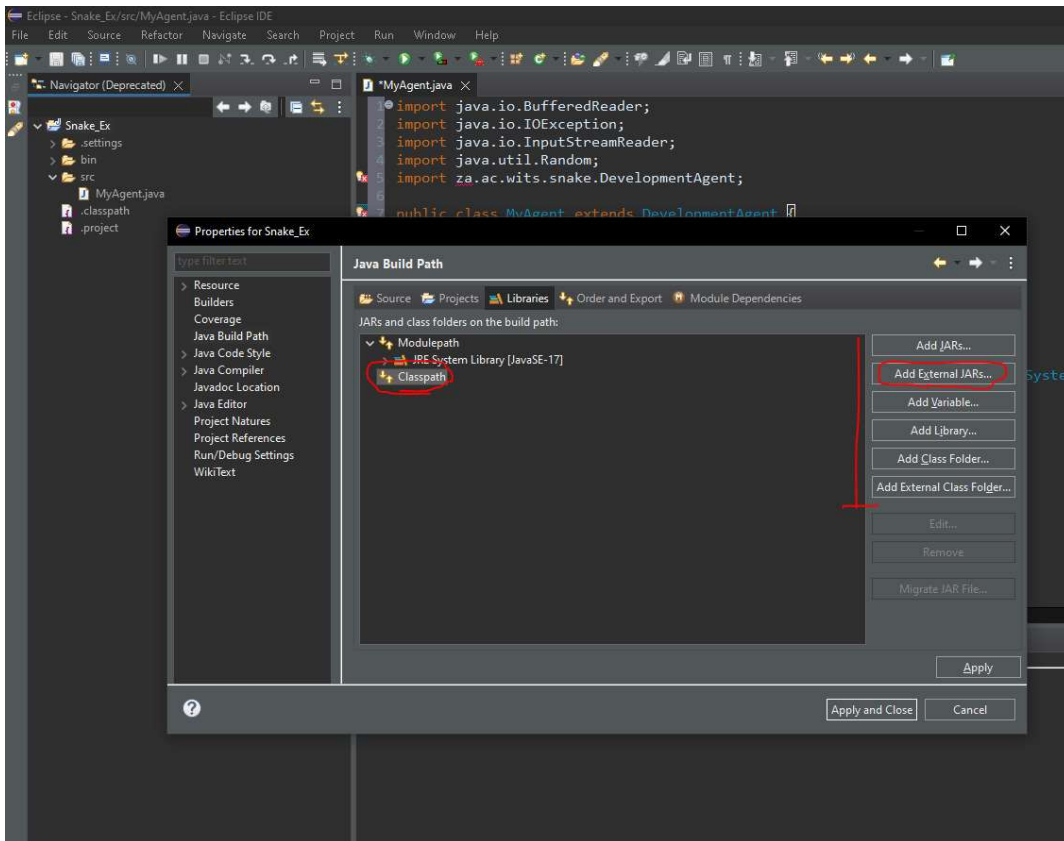 Eclipse - Snake_Ex/src/MyAgent.java - Eclipse IDE
File Edit Source Refactor Navigate Search Project Run Window Help
Navigator (Deprecated)
*MyAgent.java
Snake_Ex
.settings
bin
src
MyAgent.java
.classpath
.project
1 import java.io.BufferedReader;
2 import java.io.IOException;
3 import java.io.InputStreamReader;
4 import java.util.Random;
5 import za.ac.wits.snake.DevelopmentAgent;
6
7 public class MyAgent extends DevelopmentAgent {
Syste
Properties for Snake_Ex
type filter text
Resource
Builders
Coverage
Java Build Path
Java Code Style
Java Compiler
Javadoc Location
Java Editor
Project Natures
Project References
Run/Debug Settings
WikiText
Java Build Path
Source Projects Libraries Order and Export Module Dependencies
JARs and class folders on the build path:
Modulepath
JRE System Library [JavaSE-17]
Classpath
Add JARs...
Add External JARs...
Add Variable...
Add Library...
Add Class Folder...
Add External Class Folder...
Edit...
Remove
Migrate JAR File...
Apply
Apply and Close Cancel